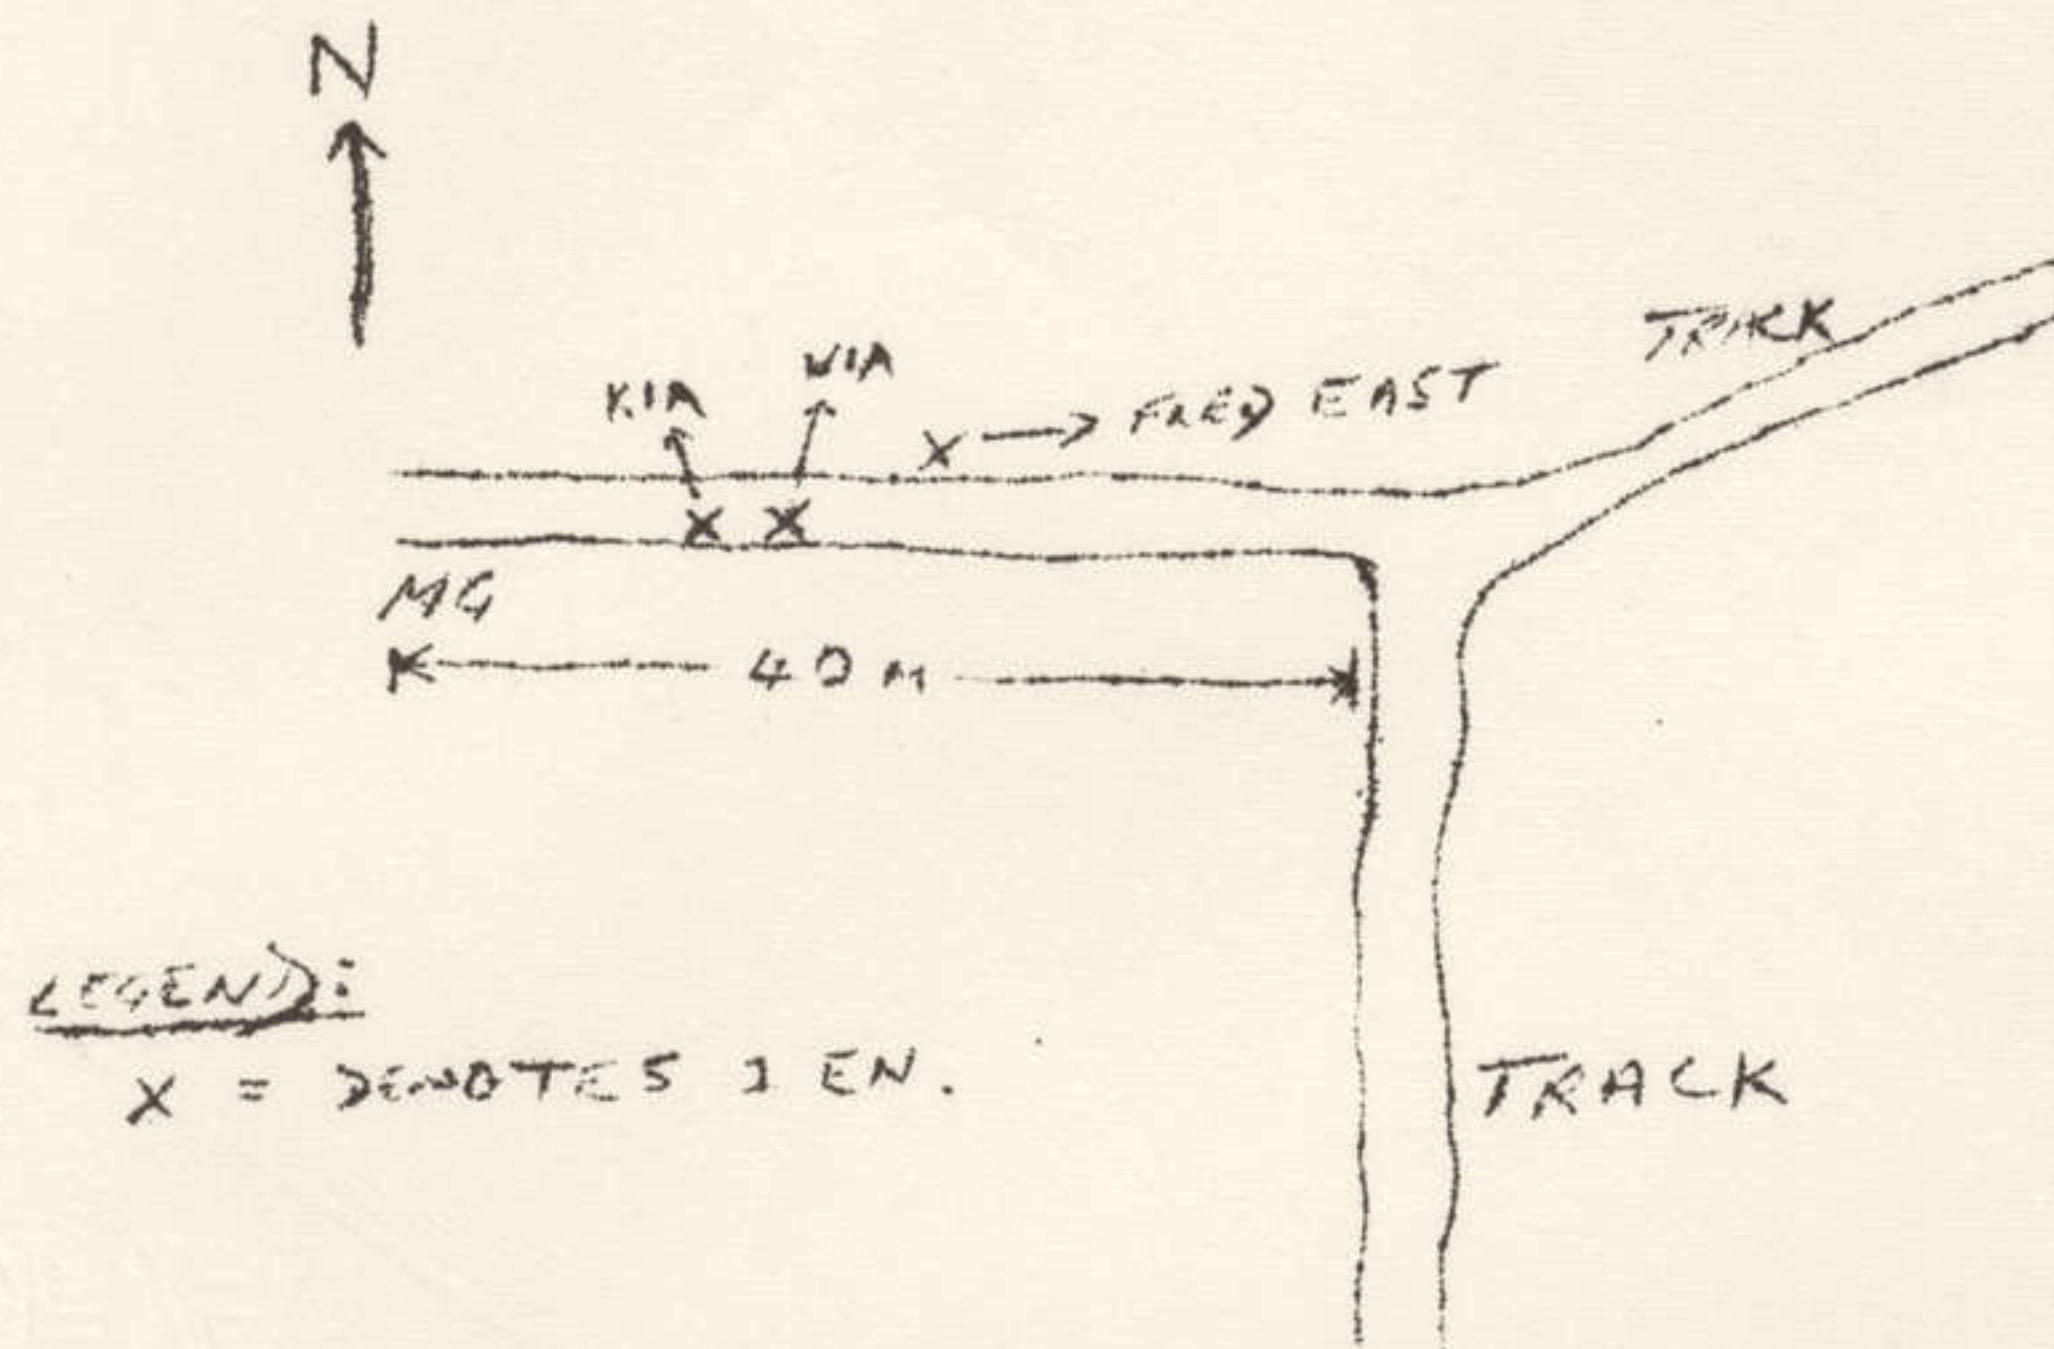 N
TRACK
WIA
KIA
X → FLED EAST
X X
MG
40 M
LEGEND:
X = DENOTES 1 EN.
TRACK